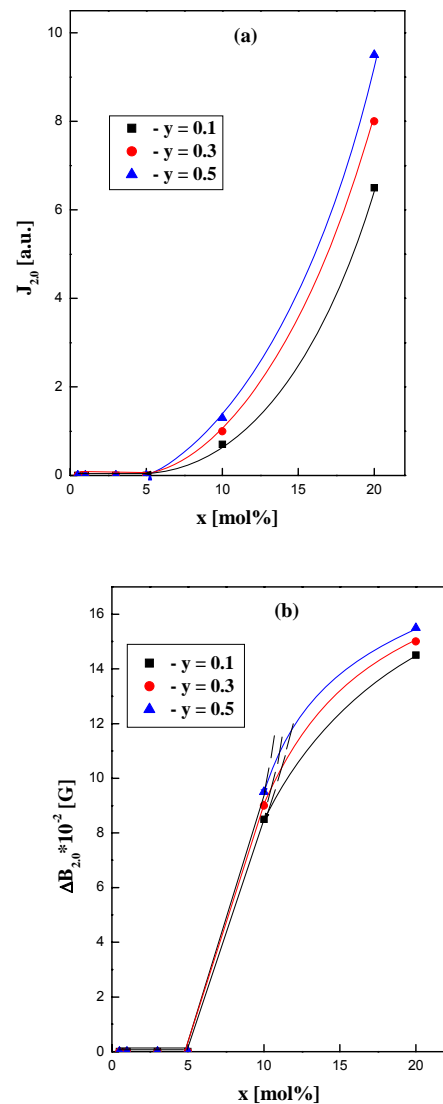 (a)
10
8
6
4
2
0
J2,0 [a.u.]
- y = 0.1
- y = 0.3
- y = 0.5
0 5 10 15 20
x [mol%]
(b)
16
14
12
10
8
6
4
2
0
ΔB2,0*10-2 [G]
- y = 0.1
- y = 0.3
- y = 0.5
0 5 10 15 20
x [mol%]